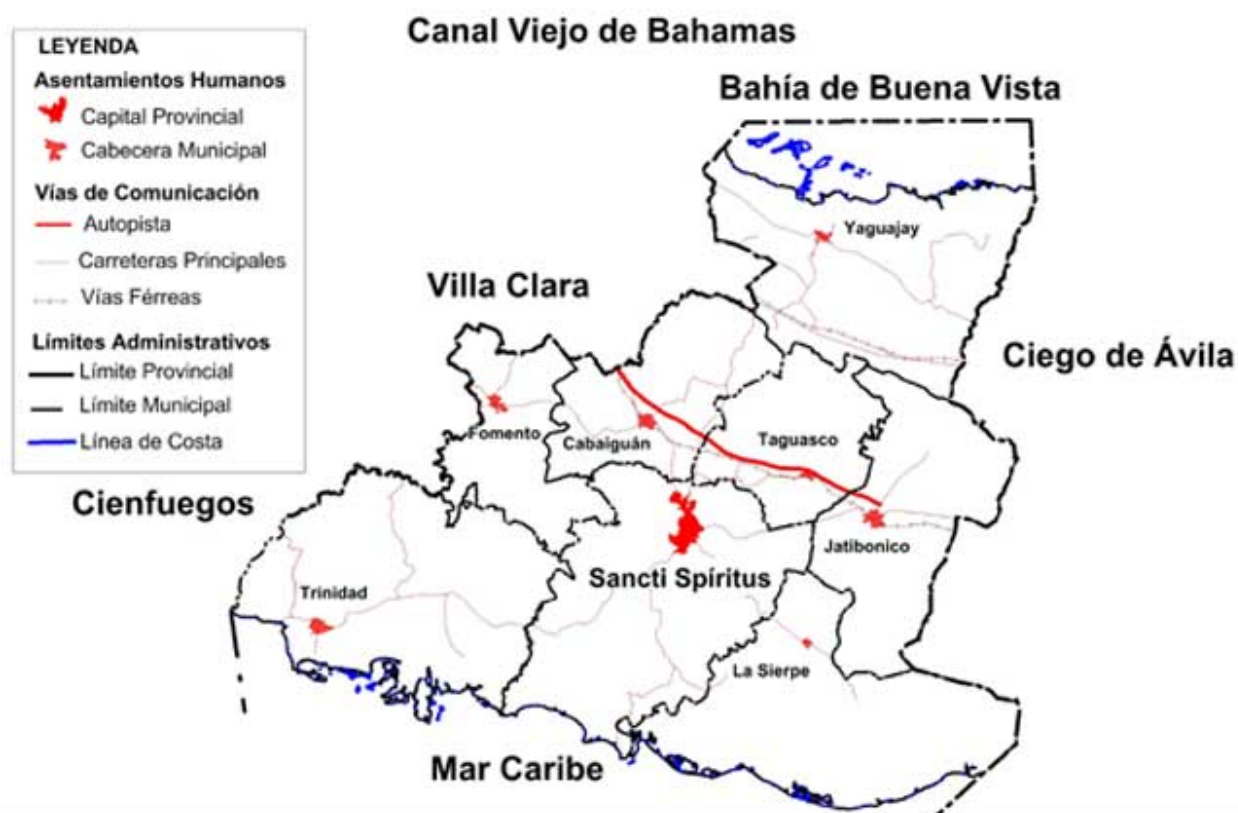 Canal Viejo de Bahamas
LEYENDA
Asentamientos Humanos
Capital Provincial
Cabecera Municipal
Vías de Comunicación
Autopista
Carreteras Principales
Vías Férreas
Límites Administrativos
Límite Provincial
Límite Municipal
Línea de Costa
Bahía de Buena Vista
Yaguajay
Villa Clara
Ciego de Ávila
Fomento
Cabaiguán
Taguasco
Cienfuegos
Jatibonico
Sancti Spíritus
Trinidad
La Sierpe
Mar Caribe